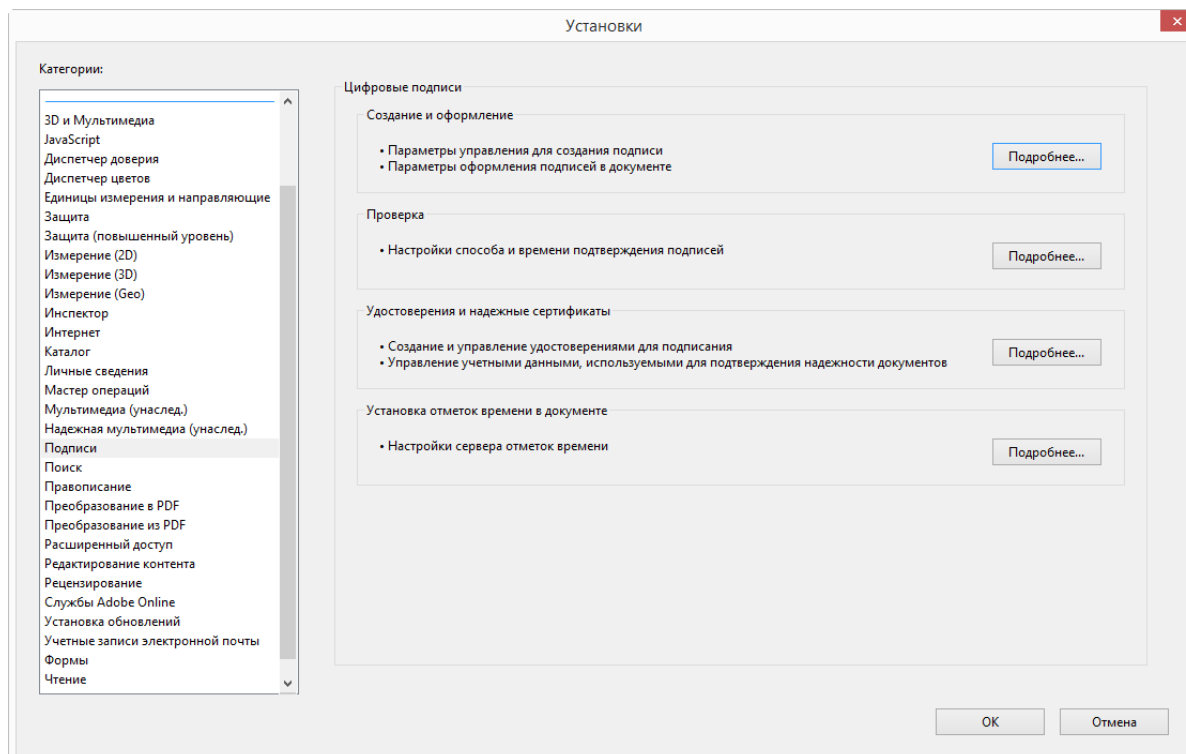 Установки
Категории:
3D и Мультимедиа
JavaScript
Диспетчер доверия
Диспетчер цветов
Единицы измерения и направляющие
Защита
Защита (повышенный уровень)
Измерение (2D)
Измерение (3D)
Измерение (Geo)
Инспектор
Интернет
Каталог
Личные сведения
Мастер операций
Мультимедиа (унаслед.)
Надежная мультимедиа (унаслед.)
Подписи
Поиск
Правописание
Преобразование в PDF
Преобразование из PDF
Расширенный доступ
Редактирование контента
Рецензирование
Службы Adobe Online
Установка обновлений
Учетные записи электронной почты
Формы
Чтение
Цифровые подписи
Создание и оформление
• Параметры управления для создания подписи
• Параметры оформления подписей в документе
Подробнее...
Проверка
• Настройки способа и времени подтверждения подписей
Подробнее...
Удостоверения и надежные сертификаты
• Создание и управление удостоверениями для подписания
• Управление учетными данными, используемыми для подтверждения надежности документов
Подробнее...
Установка отметок времени в документе
• Настройки сервера отметок времени
Подробнее...
ОК
Отмена